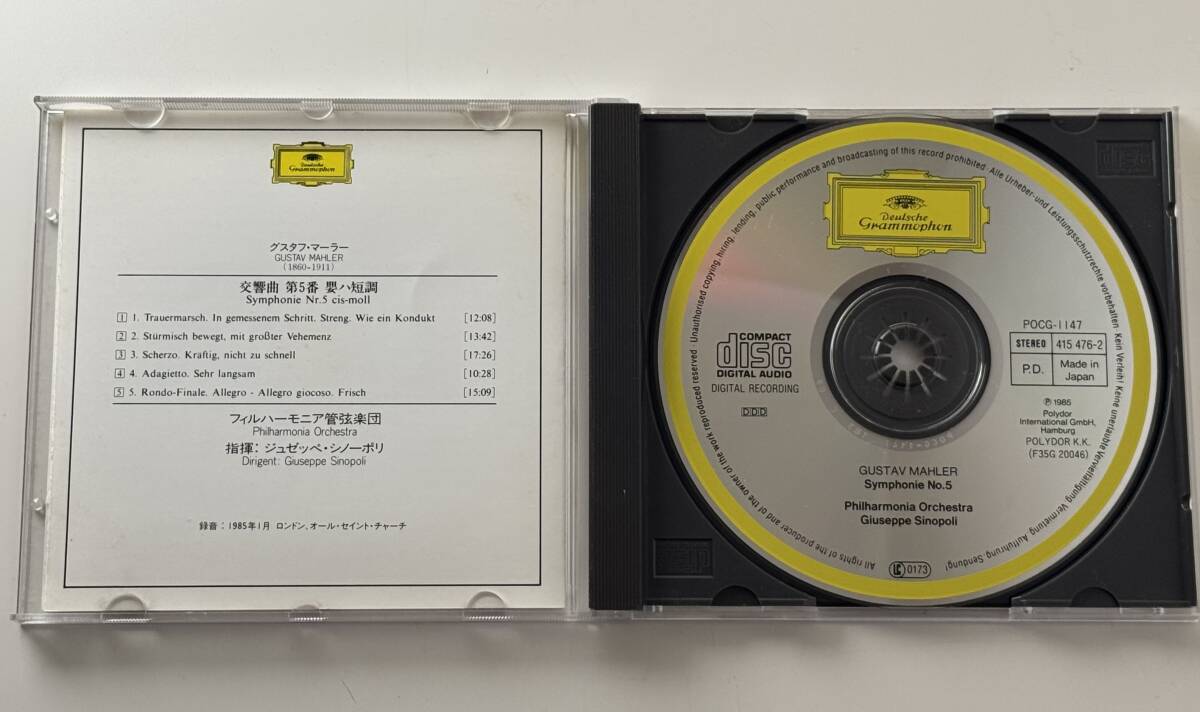 Deutsche
Grammophon
グスタフ・マーラー
GUSTAV MAHLER
(1860-1911)
交響曲 第5番 嬰ハ短調
Symphonie Nr.5 cis-moll
1 1. Trauermarsch. In gemessenem Schritt. Streng. Wie ein Kondukt [12:08]
2 2. Stürmisch bewegt, mit großter Vehemenz [13:42]
3 3. Scherzo. Kräftig, nicht zu schnell [17:26]
4 4. Adagietto. Sehr langsam [10:28]
5 5. Rondo-Finale. Allegro - Allegro giocoso. Frisch [15:09]
フィルハーモニア管弦楽団
Philharmonia Orchestra
指揮: ジュゼッペ・シノーポリ
Dirigent: Giuseppe Sinopoli
録音：1985年1月 ロンドン、オール・セイント・チャーチ
Deutsche
Grammophon
COMPACT
disc
DIGITAL AUDIO
DIGITAL RECORDING
DDD
POCG-1147
STEREO 415 476-2
P.D. Made in
Japan
℗ 1985
Polydor
International GmbH,
Hamburg
POLYDOR K.K.
(F35G 20046)
GUSTAV MAHLER
Symphonie No.5
Philharmonia Orchestra
Giuseppe Sinopoli
LC 0173
All rights of the producer and of the owner of the work reproduced reserved · Unauthorised copying, hiring, lending, public performance and broadcasting of this record prohibited · Alle Urheber- und Leistungsschutzrechte vorbehalten · Kein Verleih! Keine unerlaubte Vervielfältigung, Vermietung, Aufführung, Sendung!
disc